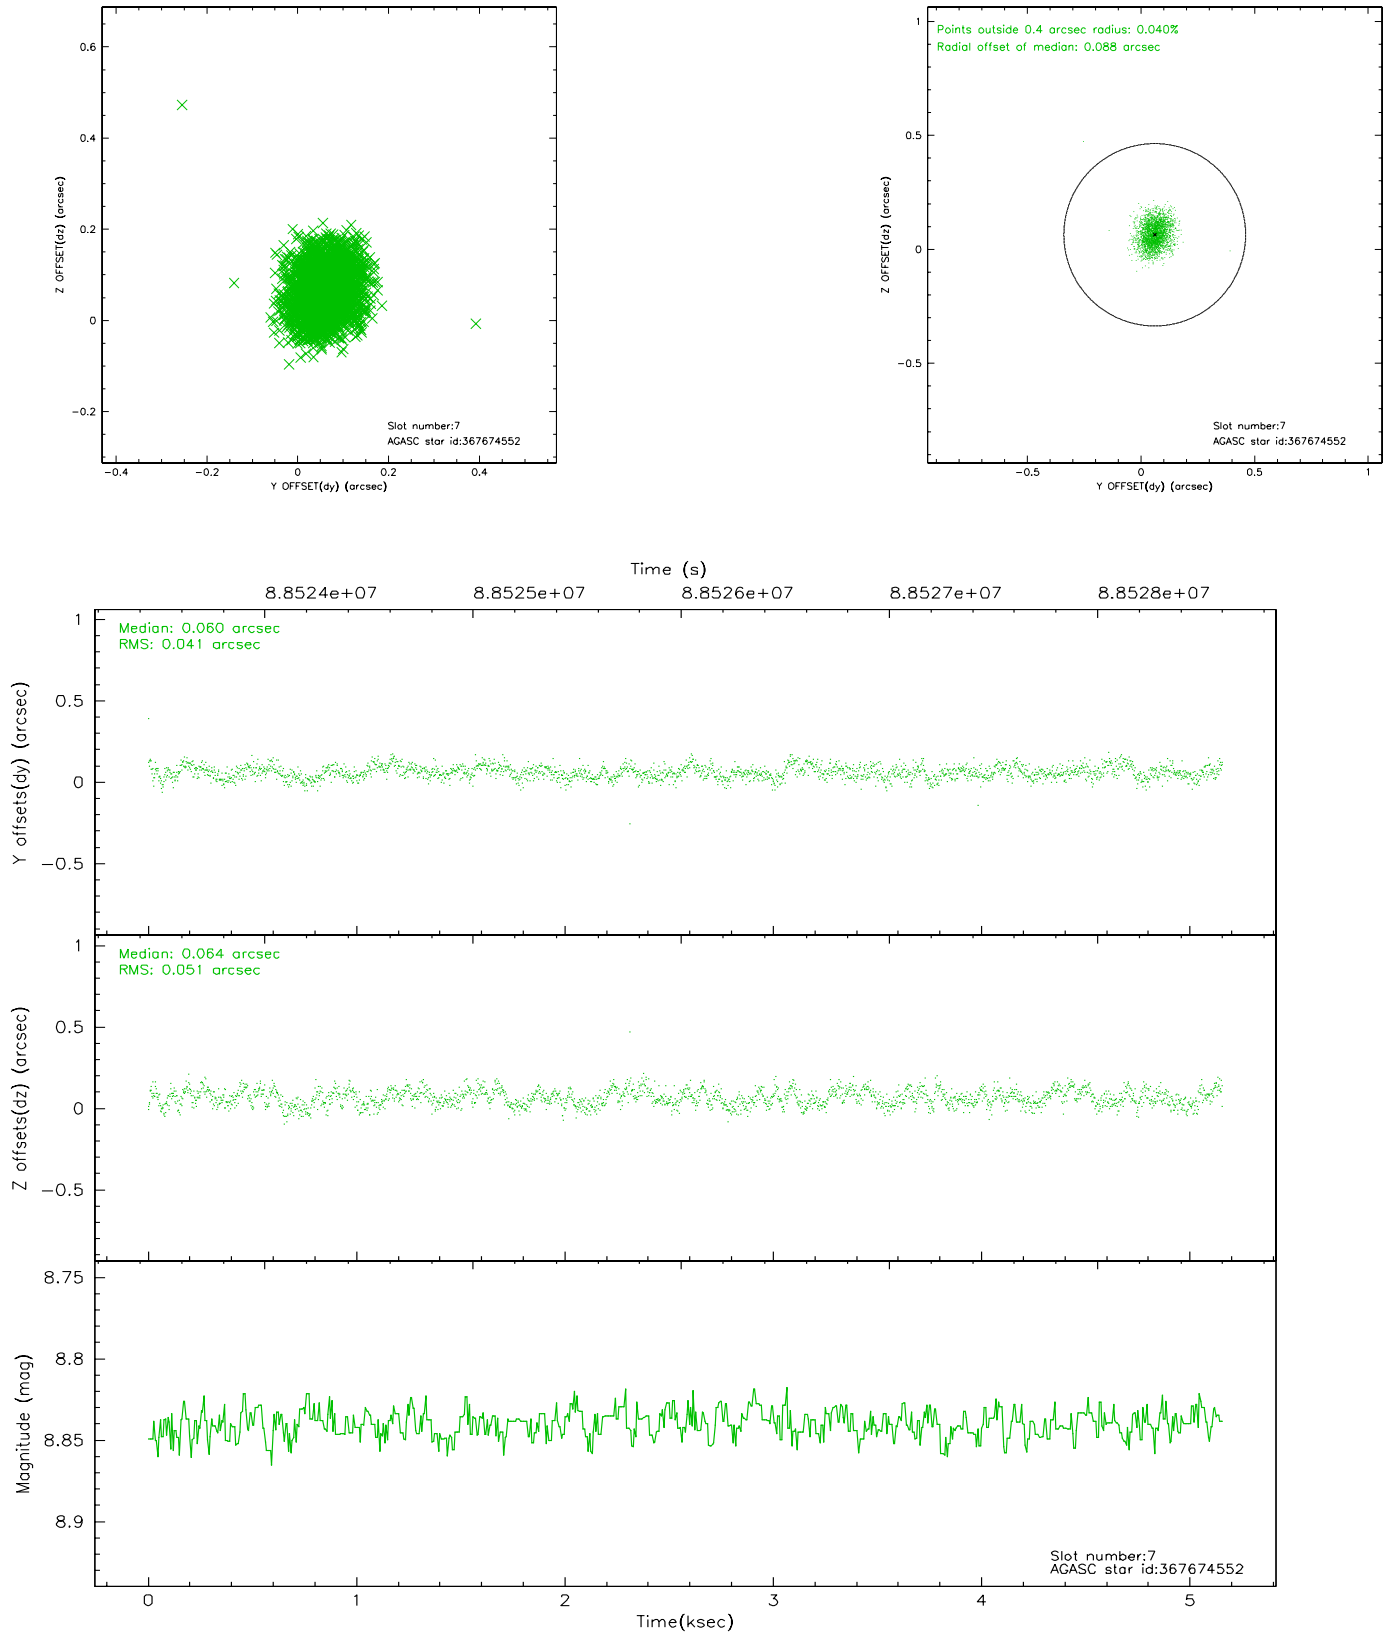 0.6
0.4
0.2
0
−0.2
Z OFFSET(dz) (arcsec)
Slot number:7
AGASC star id:367674552
−0.4 −0.2 0 0.2 0.4
Y OFFSET(dy) (arcsec)
Points outside 0.4 arcsec radius: 0.040%
Radial offset of median: 0.088 arcsec
1
0.5
0
−0.5
Z OFFSET(dz) (arcsec)
Slot number:7
AGASC star id:367674552
−0.5 0 0.5 1
Y OFFSET(dy) (arcsec)
Time (s)
8.8524e+07 8.8525e+07 8.8526e+07 8.8527e+07 8.8528e+07
Median: 0.060 arcsec
RMS: 0.041 arcsec
1
0.5
0
−0.5
Y offsets(dy) (arcsec)
Median: 0.064 arcsec
RMS: 0.051 arcsec
1
0.5
0
−0.5
Z offsets(dz) (arcsec)
8.75
8.8
8.85
8.9
Magnitude (mag)
Slot number:7
AGASC star id:367674552
0 1 2 3 4 5
Time(ksec)